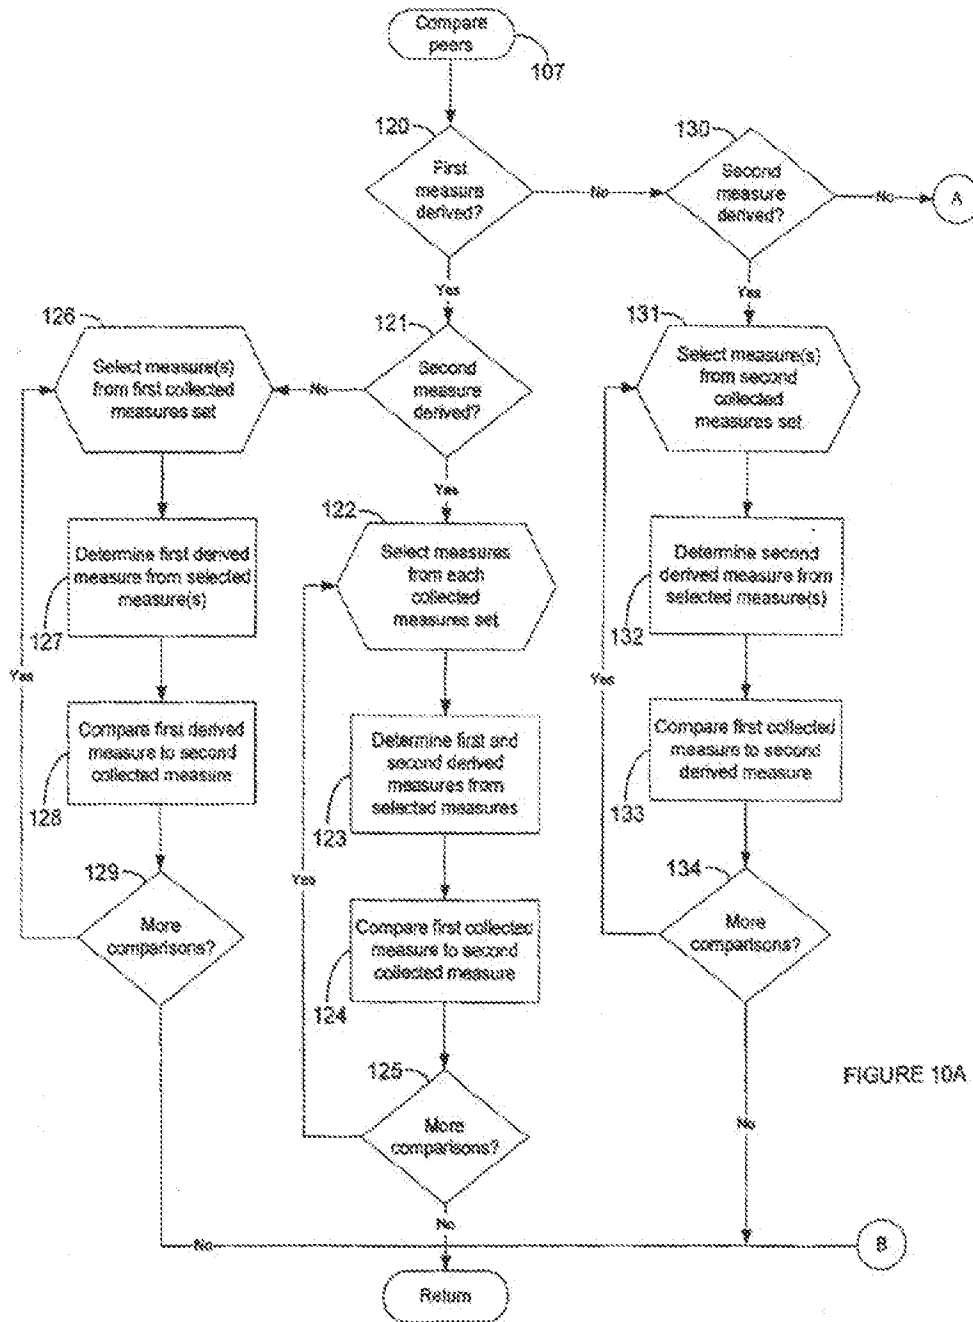 Compare
peers
107
120
First
measure
derived?
No
130
Second
measure
derived?
No
A
Yes
Yes
121
Second
measure
derived?
No
126
Select measure(s)
from first collected
measures set
131
Select measure(s)
from second
collected
measures set
Yes
122
Select measures
from each
collected
measures set
Determine first derived
measure from selected
measure(s)
127
Determine second
derived measure from
selected measure(s)
132
Yes
Compare first derived
measure to second
collected measure
128
Determine first and
second derived
measures from
selected measures
123
Yes
Compare first collected
measure to second
derived measure
133
129
More
comparisons?
Yes
Compare first collected
measure to second
collected measure
124
134
More
comparisons?
125
More
comparisons?
FIGURE 10A
No
No
No
B
Return